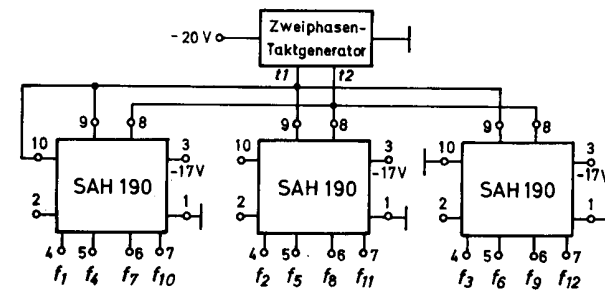 Zweiphasen-
Taktgenerator
-20 V
t1 t2
9 8 9 8 9 8
10 3 10 3 10 3
-17V -17V -17V
SAH 190 SAH 190 SAH 190
2 1 2 1 2 1
4 5 6 7 4 5 6 7 4 5 6 7
f1 f4 f7 f10 f2 f5 f8 f11 f3 f6 f9 f12